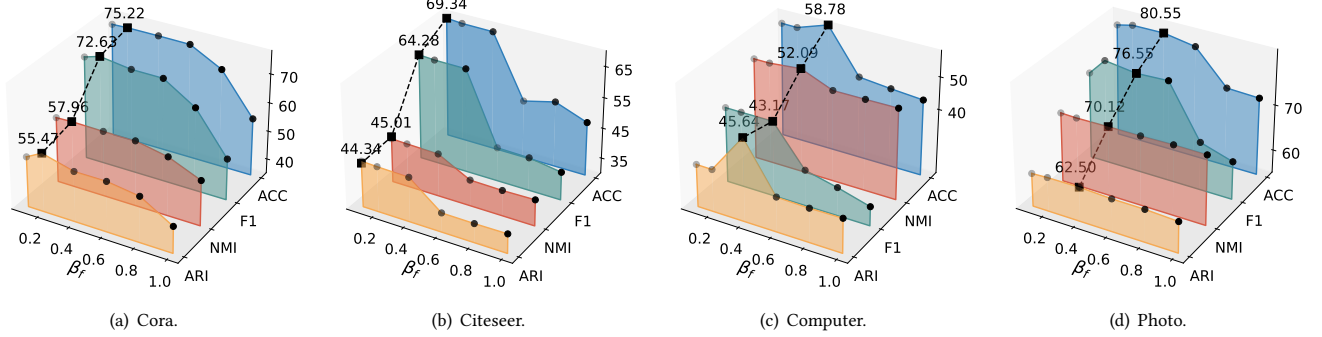 75.22
72.63
57.96
55.47
70
60
50
40
ACC
F1
NMI
ARI
0.2
0.4
0.6
0.8
1.0
βf
(a) Cora.
69.34
64.28
45.01
44.34
65
55
45
35
ACC
F1
NMI
ARI
0.2
0.4
0.6
0.8
1.0
βf
(b) Citeseer.
58.78
52.09
43.17
45.64
50
40
ACC
NMI
F1
ARI
0.2
0.4
0.6
0.8
1.0
βf
(c) Computer.
80.55
76.55
70.12
62.50
70
60
ACC
F1
NMI
ARI
0.2
0.4
0.6
0.8
1.0
βf
(d) Photo.